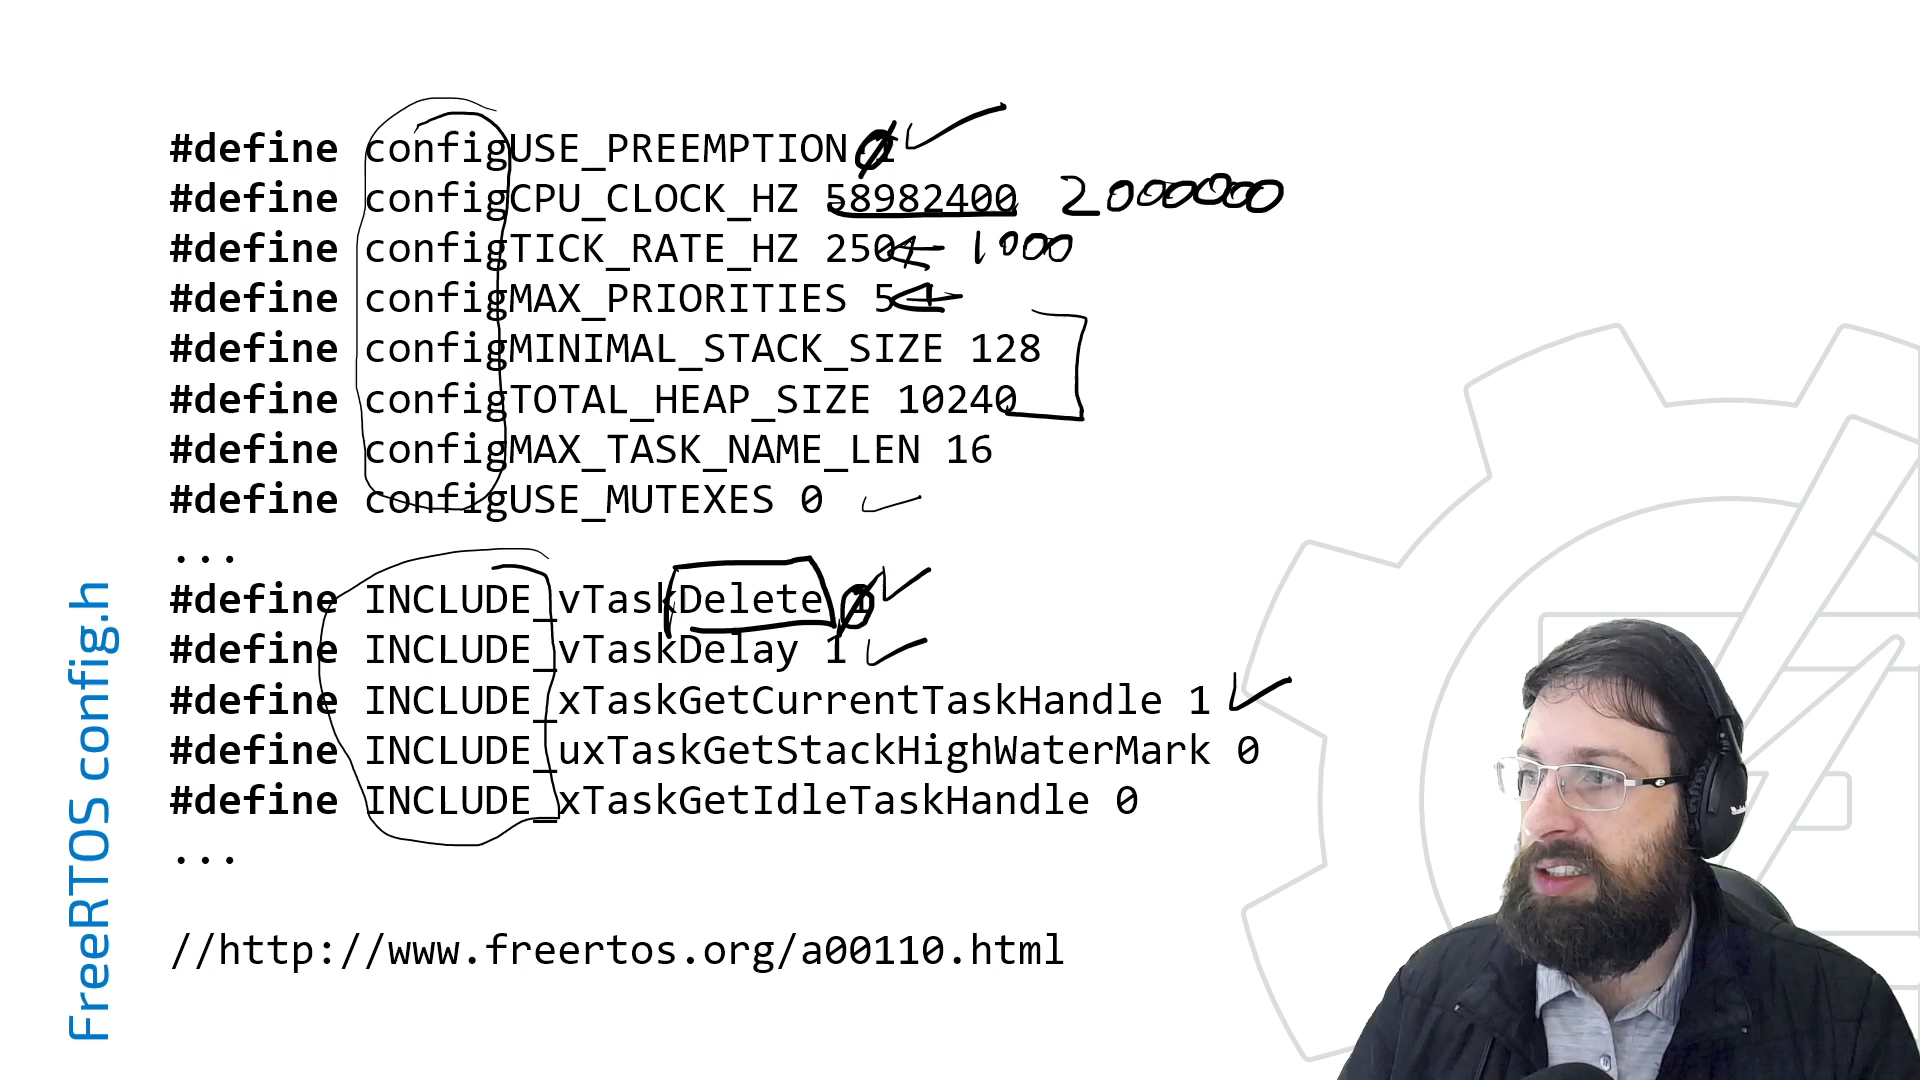 #define configUSE_PREEMPTION 0
#define configCPU_CLOCK_HZ 58982400 2000000
#define configTICK_RATE_HZ 250 1000
#define configMAX_PRIORITIES 5
#define configMINIMAL_STACK_SIZE 128
#define configTOTAL_HEAP_SIZE 10240
#define configMAX_TASK_NAME_LEN 16
#define configUSE_MUTEXES 0
...
#define INCLUDE_vTaskDelete 0
#define INCLUDE_vTaskDelay 1
#define INCLUDE_xTaskGetCurrentTaskHandle 1
#define INCLUDE_uxTaskGetStackHighWaterMark 0
#define INCLUDE_xTaskGetIdleTaskHandle 0
...
//http://www.freertos.org/a00110.html
FreeRTOS config.h